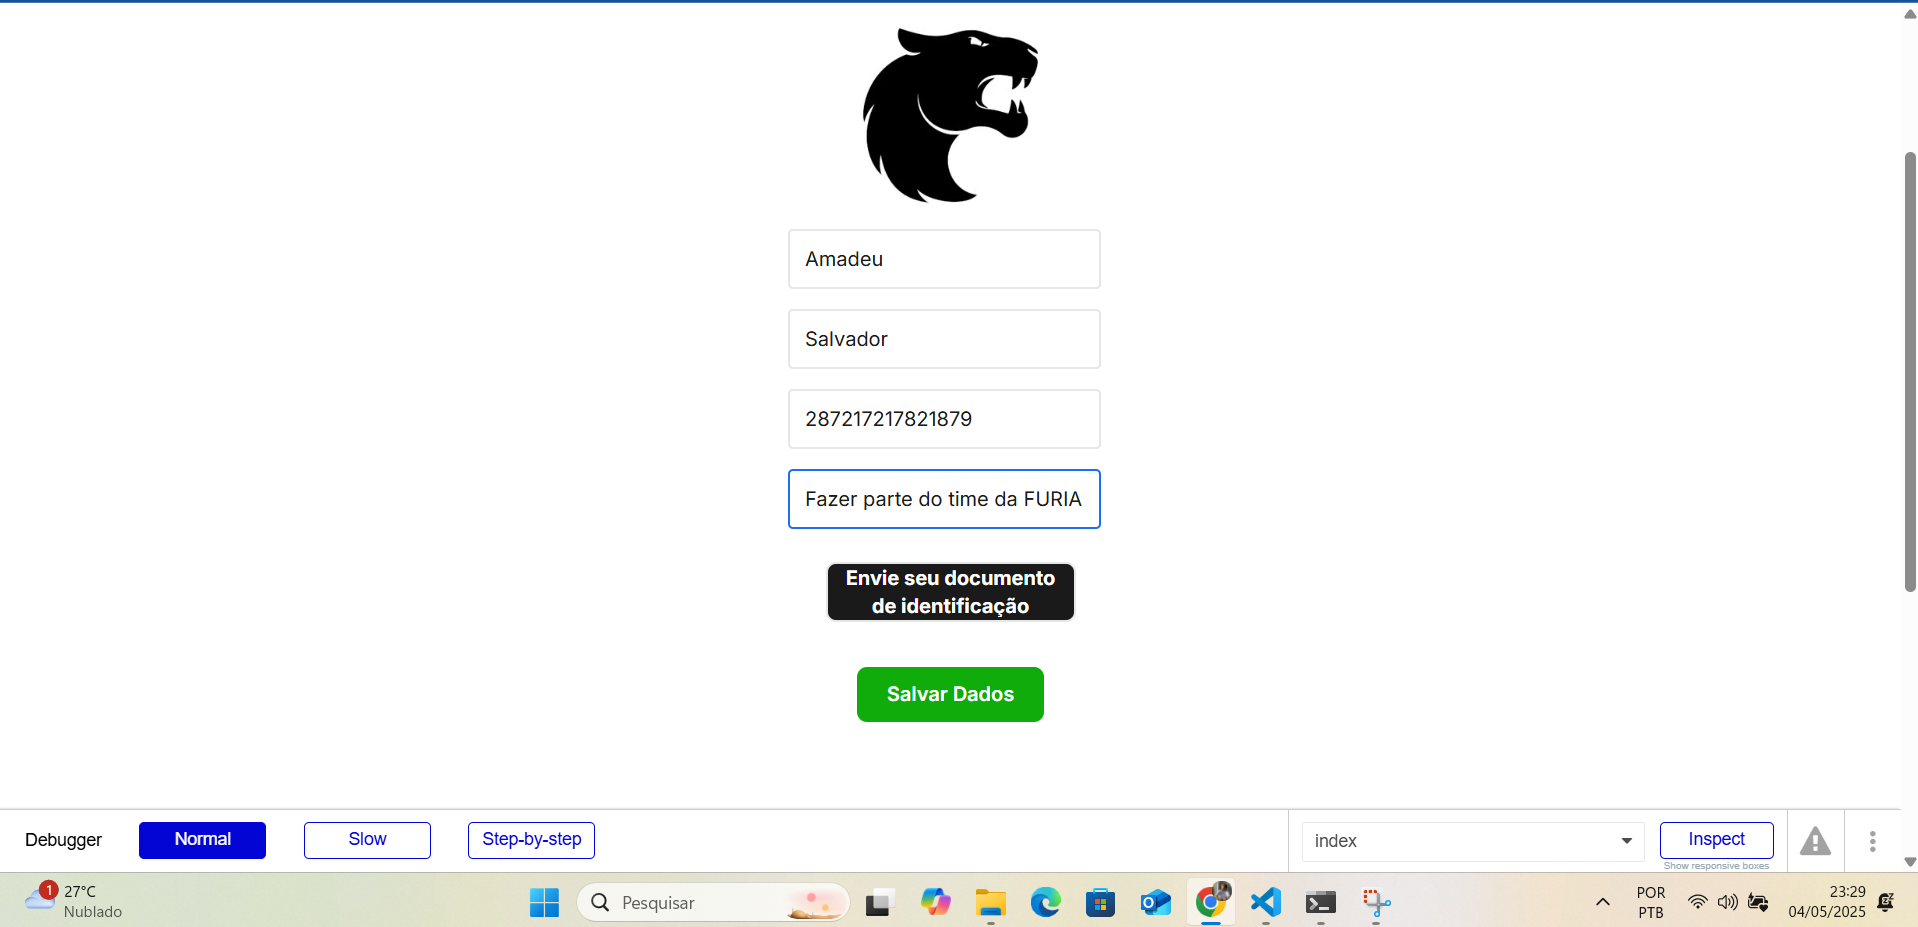 Amadeu
Salvador
287217217821879
Fazer parte do time da FURIA
Envie seu documento
de identificação
Salvar Dados
Debugger
Normal
Slow
Step-by-step
index
Inspect
Show responsive boxes
1
27°C
Nublado
Pesquisar
POR
PTB
23:29
04/05/2025